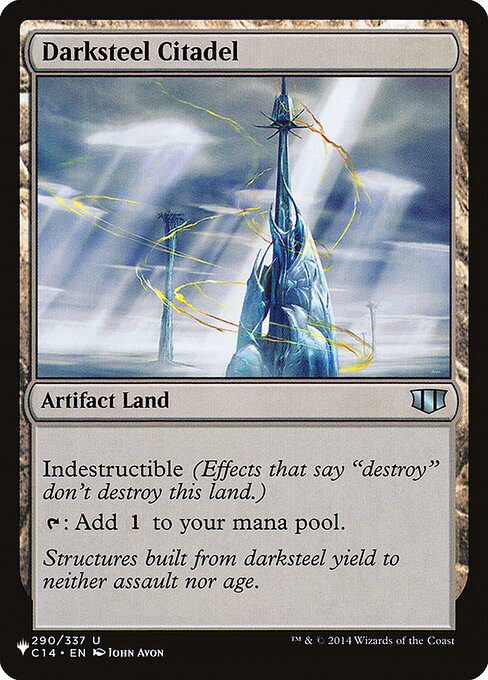 Darksteel Citadel
Artifact Land
Indestructible (Effects that say “destroy”
don’t destroy this land.)
: Add 1 to your mana pool.
Structures built from darksteel yield to
neither assault nor age.
290/337 U
C14 • EN John Avon
™ & © 2014 Wizards of the Coast